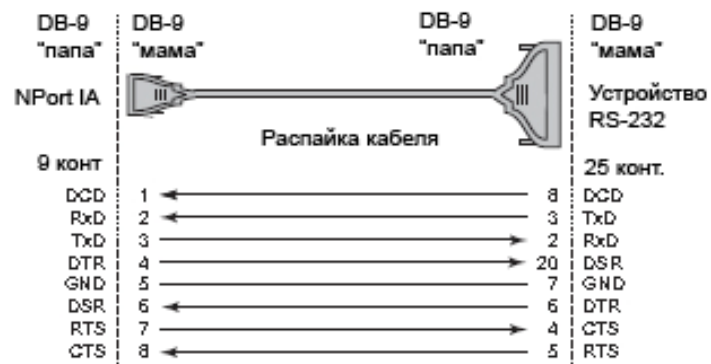 DB-9 DB-9 DB-9 DB-9
"папа" "мама" "папа" "мама"
NPort IA Устройство
RS-232
Распайка кабеля
9 конт 25 конт.
DCD 1 8 DCD
RxD 2 3 TxD
TxD 3 2 RxD
DTR 4 20 DSR
GND 5 7 GND
DSR 6 6 DTR
RTS 7 4 CTS
CTS 8 5 RTS